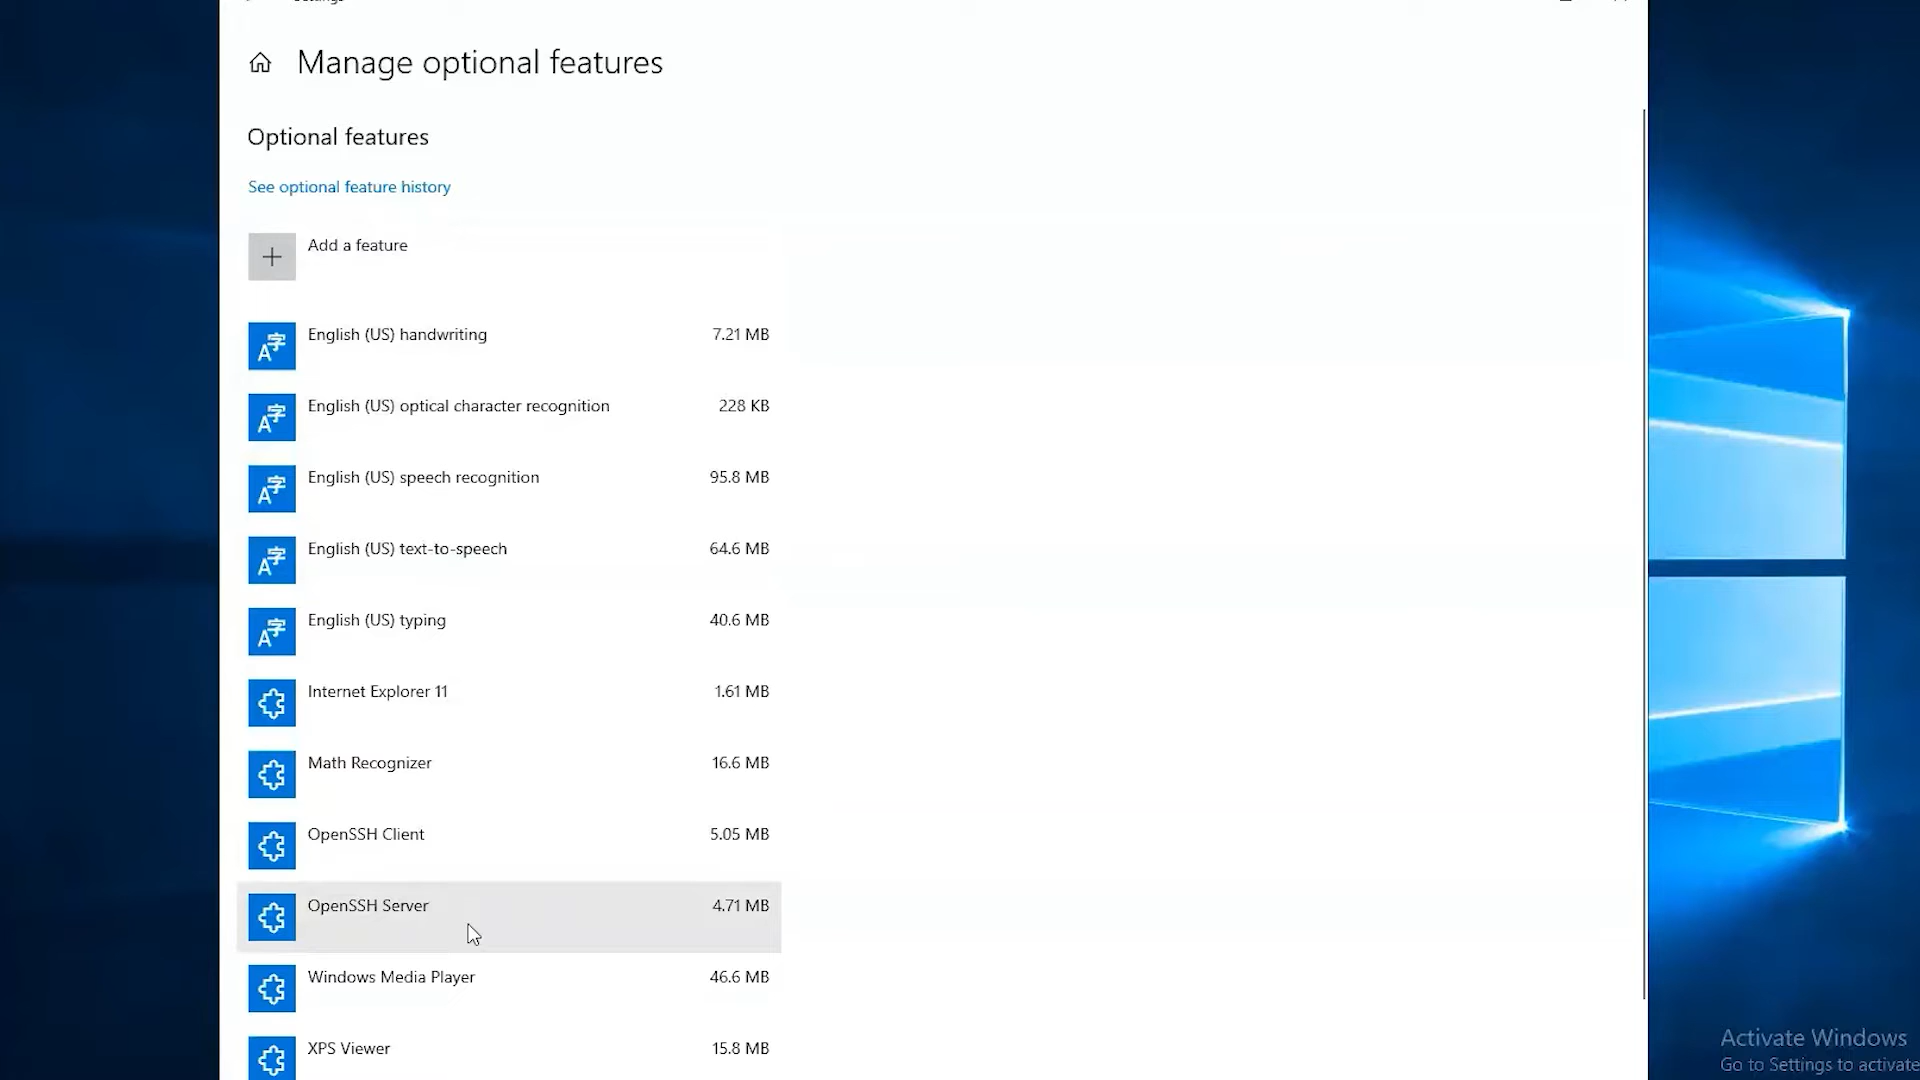 Settings
Manage optional features
Optional features
See optional feature history
Add a feature
English (US) handwriting 7.21 MB
English (US) optical character recognition 228 KB
English (US) speech recognition 95.8 MB
English (US) text-to-speech 64.6 MB
English (US) typing 40.6 MB
Internet Explorer 11 1.61 MB
Math Recognizer 16.6 MB
OpenSSH Client 5.05 MB
OpenSSH Server 4.71 MB
Windows Media Player 46.6 MB
XPS Viewer 15.8 MB
Activate Windows
Go to Settings to activate